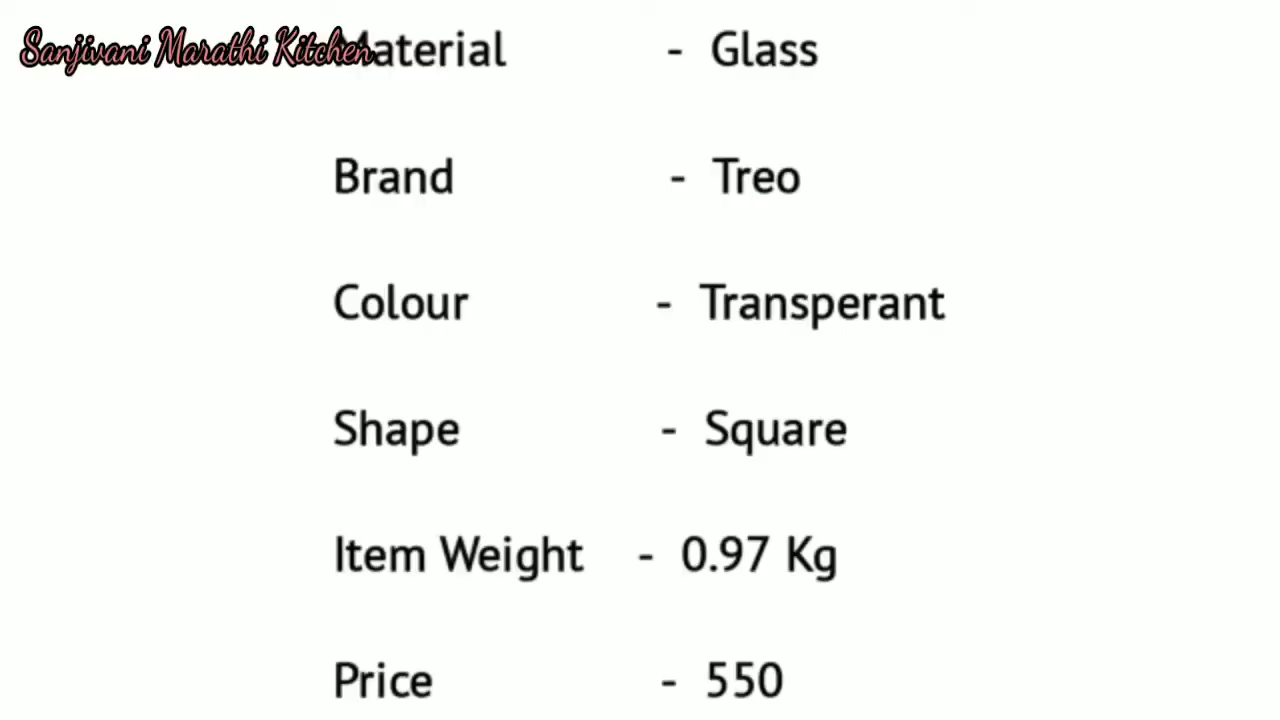 Sanjivani Marathi Kitchen
Material - Glass
Brand - Treo
Colour - Transperant
Shape - Square
Item Weight - 0.97 Kg
Price - 550